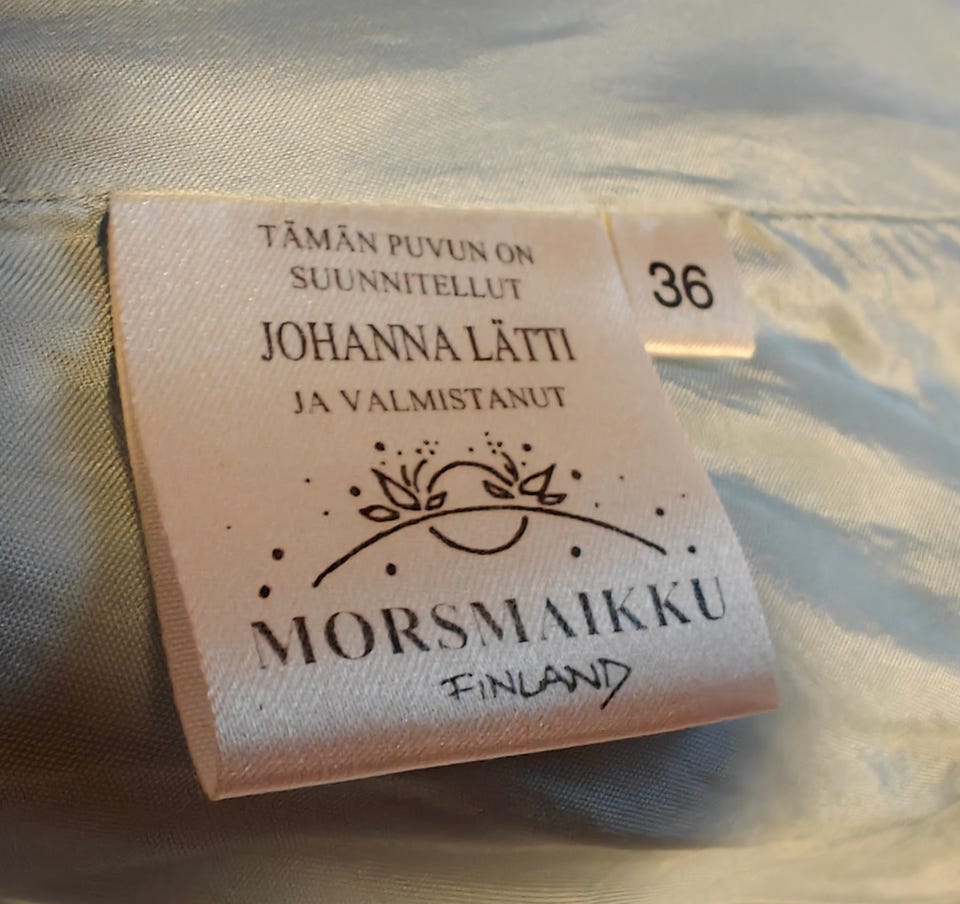 TÄMÄN PUVUN ON
SUUNNITELLUT
JOHANNA LÄTTI
JA VALMISTANUT
MORSMAIKKU
FINLAND
36